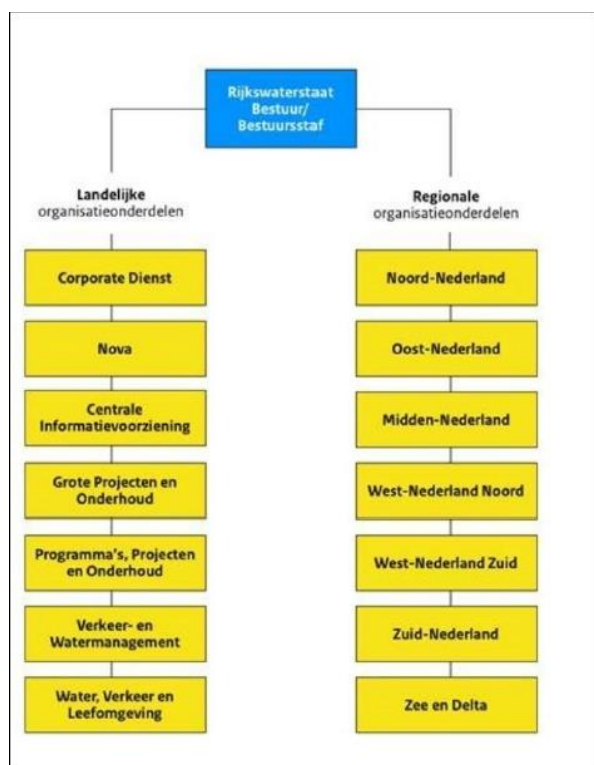 Rijkswaterstaat
Bestuur/
Bestuursstaf
Landelijke
organisatieonderdelen
Corporate Dienst
Nova
Centrale
Informatievoorziening
Grote Projecten en
Onderhoud
Programma's, Projecten
en Onderhoud
Verkeer- en
Watermanagement
Water, Verkeer en
Leefomgeving
Regionale
organisatieonderdelen
Noord-Nederland
Oost-Nederland
Midden-Nederland
West-Nederland Noord
West-Nederland Zuid
Zuid-Nederland
Zee en Delta